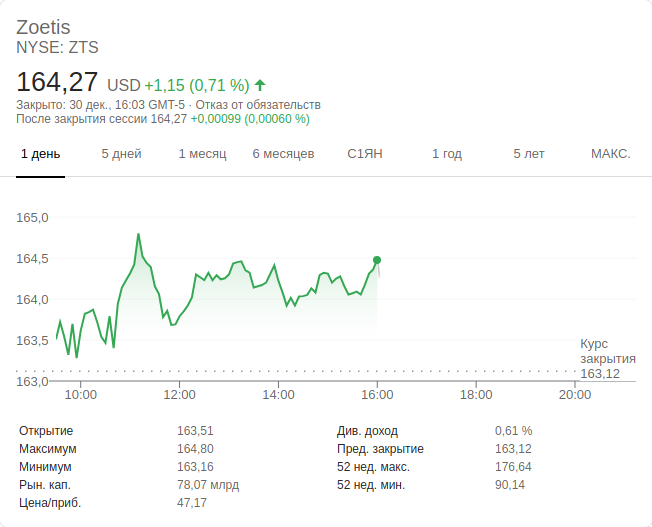 Zoetis
NYSE: ZTS
164,27 USD +1,15 (0,71 %)
Закрыто: 30 дек., 16:03 GMT-5 · Отказ от обязательств
После закрытия сессии 164,27 +0,00099 (0,00060 %)
1 день 5 дней 1 месяц 6 месяцев С1ЯН 1 год 5 лет МАКС.
165,0
164,5
164,0
163,5
Курс
закрытия
163,12
163,0
10:00 12:00 14:00 16:00 18:00 20:00
Открытие 163,51 Див. доход 0,61 %
Максимум 164,80 Пред. закрытие 163,12
Минимум 163,16 52 нед. макс. 176,64
Рын. кап. 78,07 млрд 52 нед. мин. 90,14
Цена/приб. 47,17